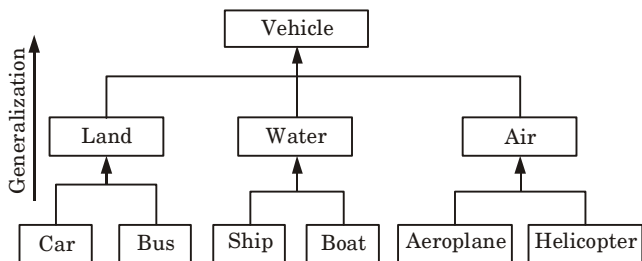 Vehicle
Generalization
Land
Water
Air
Car
Bus
Ship
Boat
Aeroplane
Helicopter